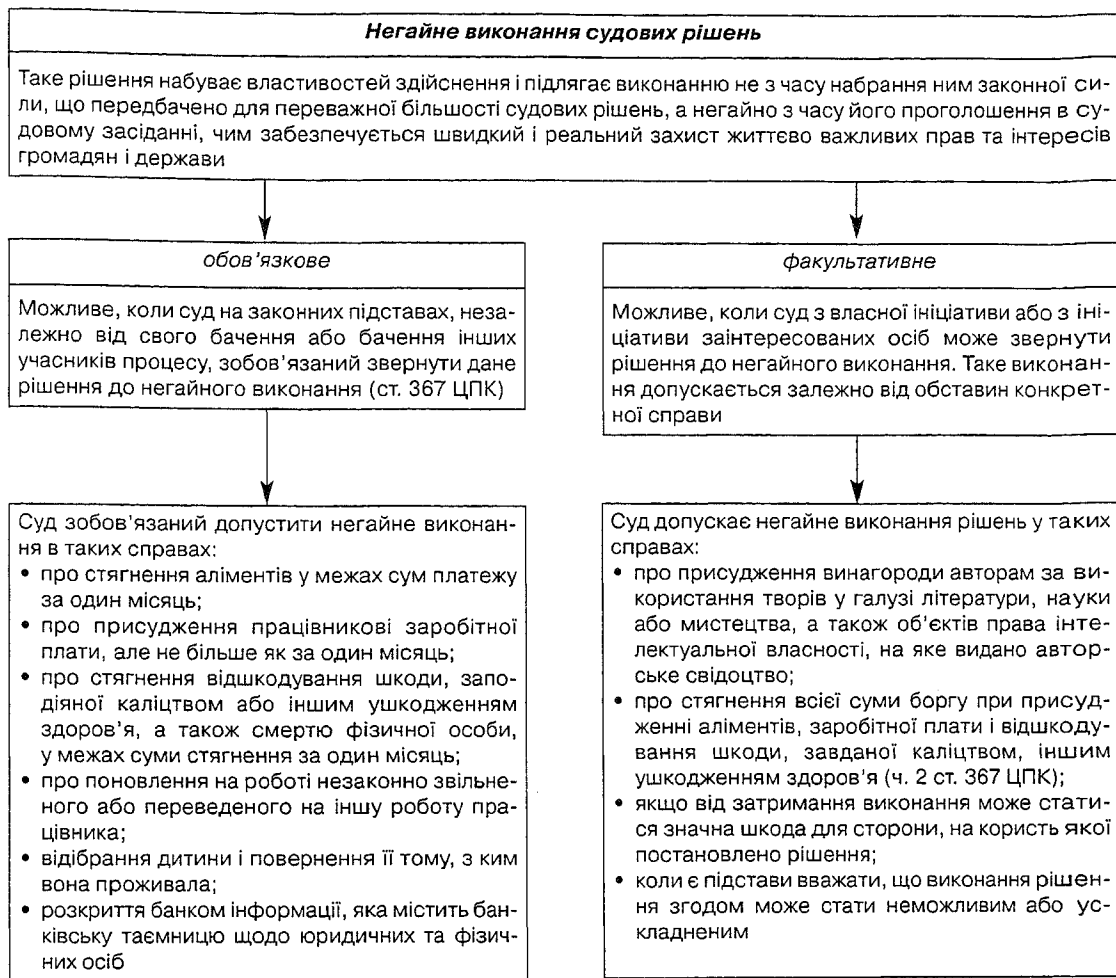 Негайне виконання судових рішень
Таке рішення набуває властивостей здійснення і підлягає виконанню не з часу набрання ним законної си-
ли, що передбачено для переважної більшості судових рішень, а негайно з часу його проголошення в су-
довому засіданні, чим забезпечується швидкий і реальний захист життєво важливих прав та інтересів
громадян і держави
обов’язкове
Можливе, коли суд на законних підставах, неза-
лежно від свого бачення або бачення інших
учасників процесу, зобов’язаний звернути дане
рішення до негайного виконання (ст. 367 ЦПК)
Суд зобов’язаний допустити негайне виконан-
ня в таких справах:
• про стягнення аліментів у межах сум платежу
за один місяць;
• про присудження працівникові заробітної
плати, але не більше як за один місяць;
• про стягнення відшкодування шкоди, запо-
діяної каліцтвом або іншим ушкодженням
здоров’я, а також смертю фізичної особи,
у межах суми стягнення за один місяць;
• про поновлення на роботі незаконно звільне-
ного або переведеного на іншу роботу пра-
цівника;
• відібрання дитини і повернення її тому, з ким
вона проживала;
• розкриття банком інформації, яка містить бан-
ківську таємницю щодо юридичних та фізич-
них осіб
факультативне
Можливе, коли суд з власної ініціативи або з іні-
ціативи заінтересованих осіб може звернути
рішення до негайного виконання. Таке виконан-
ня допускається залежно від обставин конкрет-
ної справи
Суд допускає негайне виконання рішень у таких
справах:
• про присудження винагороди авторам за ви-
користання творів у галузі літератури, науки
або мистецтва, а також об’єктів права інте-
лектуальної власності, на яке видано автор-
ське свідоцтво;
• про стягнення всієї суми боргу при присуд-
женні аліментів, заробітної плати і відшкоду-
вання шкоди, завданої каліцтвом, іншим
ушкодженням здоров’я (ч. 2 ст. 367 ЦПК);
• якщо від затримання виконання може стати-
ся значна шкода для сторони, на користь якої
постановлено рішення;
• коли є підстави вважати, що виконання рішен-
ня згодом може стати неможливим або ус-
кладненим